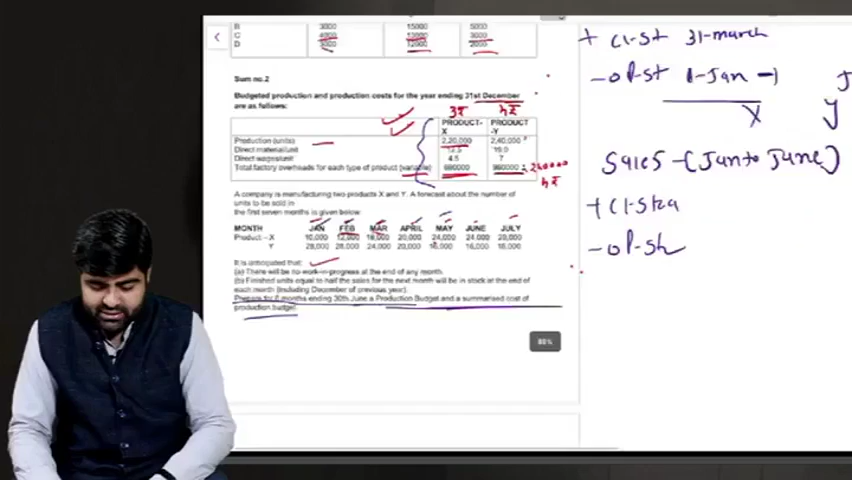 B 3000 15000 5000
C 4000 3000
D 12000 2000
Sum no.2
Budgeted production and production costs for the year ending 31st December
are as follows:
PRODUCT-X PRODUCT-Y
Production (units) 2,20,000 2,40,000
Direct material/unit 12.5
Direct 4.5 7
Total factory overheads for each type of product (variable) 660000 960000
A company is manufacturing two products X and Y. A forecast about the number of
units to be sold in
the first seven months is given below:
MONTH JAN FEB MAR APRIL MAY JUNE JULY
Product – X 10,000 12,000 16,000 20,000 24,000 24,000 20,000
Y 28,000 28,000 24,000 20,000 16,000 16,000 16,000
It is anticipated that:
(a) There will be no work-in-progress at the end of any month.
(b) Finished units equal to half the sales for the next month will be in stock at the end of
each month (including December of previous year).
Prepare for 6 months ending 30th June a Production Budget and a summarised cost of
production budget.
88%
+ cl-st 31-march
- op-st 1-Jan
X Y
Sales - (Jan to June)
- op-st